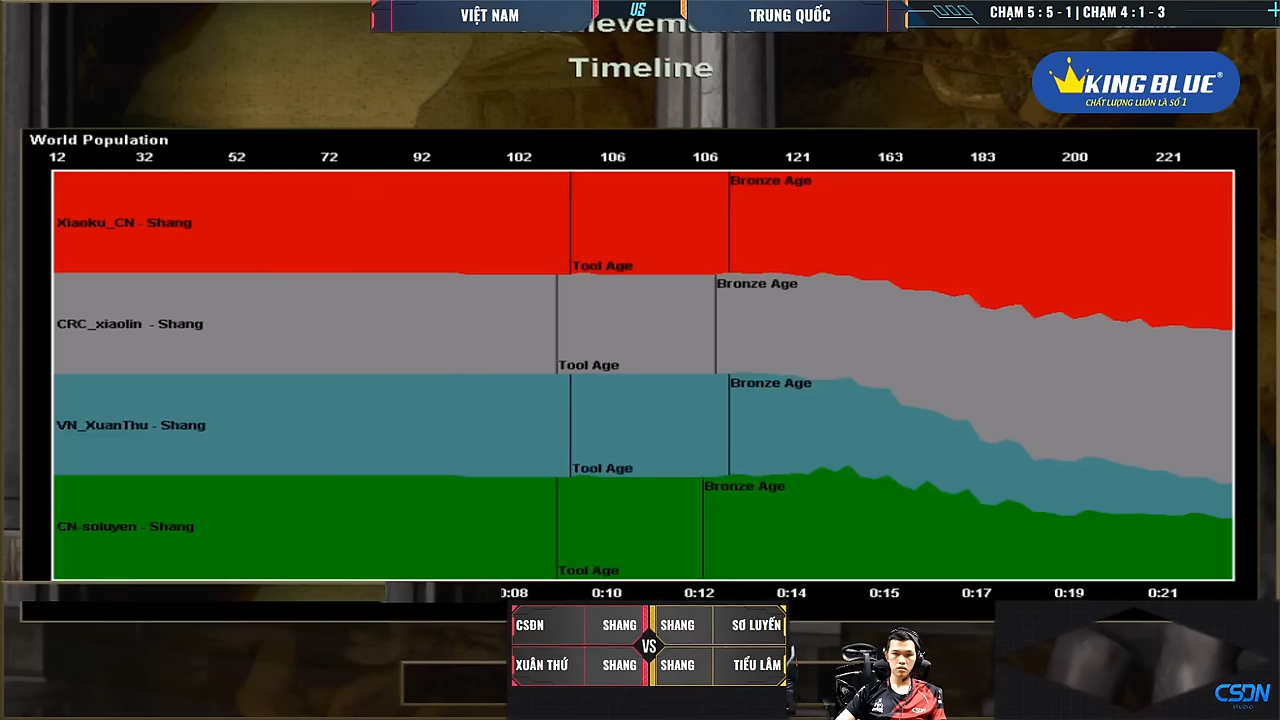 VIỆT NAM
VS
TRUNG QUỐC
CHẠM 5 : 5 - 1 | CHẠM 4 : 1 - 3
Timeline
KING BLUE®
CHẤT LƯỢNG LUÔN LÀ SỐ 1
World Population
12 32 52 72 92 102 106 106 121 163 183 200 221
Bronze Age
Xiaoku_CN - Shang
Tool Age
Bronze Age
CRC_xiaolin - Shang
Tool Age
Bronze Age
VN_XuanThu - Shang
Tool Age
Bronze Age
CN-soluyen - Shang
Tool Age
0:08 0:10 0:12 0:14 0:15 0:17 0:19 0:21
CSDN SHANG VS SHANG SƠ LUYẾN
XUÂN THỨ SHANG SHANG TIỂU LÂM
CSDN
STUDIO